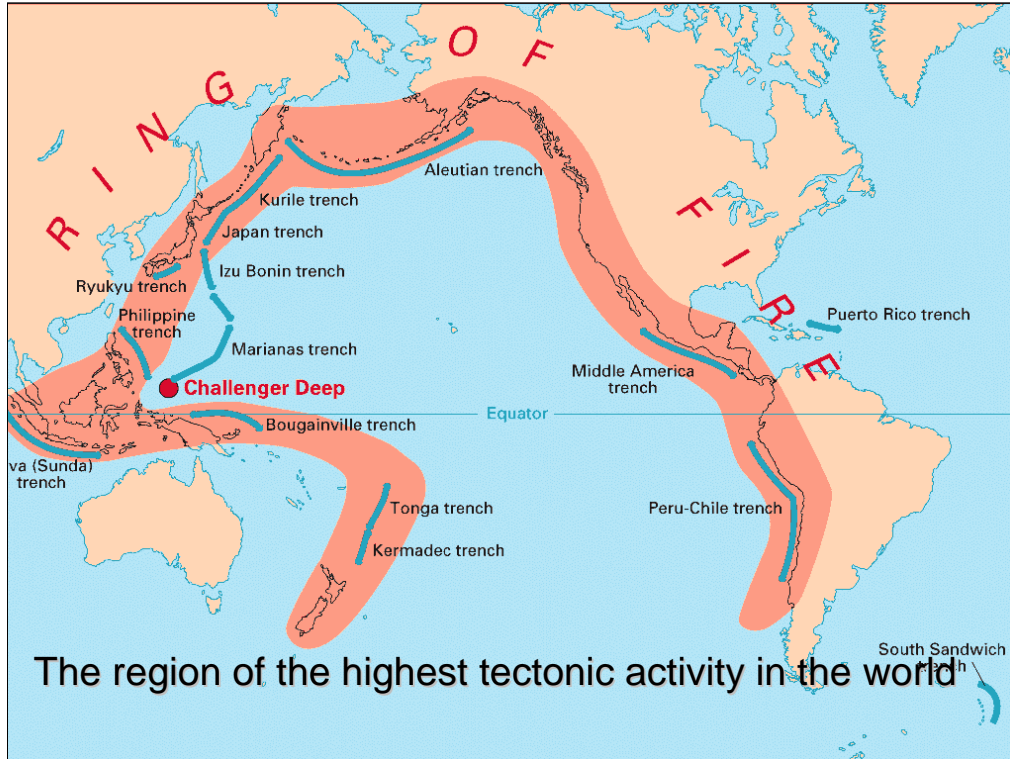 RING OF FIRE
Aleutian trench
Kurile trench
Japan trench
Izu Bonin trench
Ryukyu trench
Philippine
trench
Marianas trench
Challenger Deep
Puerto Rico trench
Middle America
trench
Equator
Bougainville trench
va (Sunda)
trench
Tonga trench
Kermadec trench
Peru-Chile trench
South Sandwich
trench
The region of the highest tectonic activity in the world